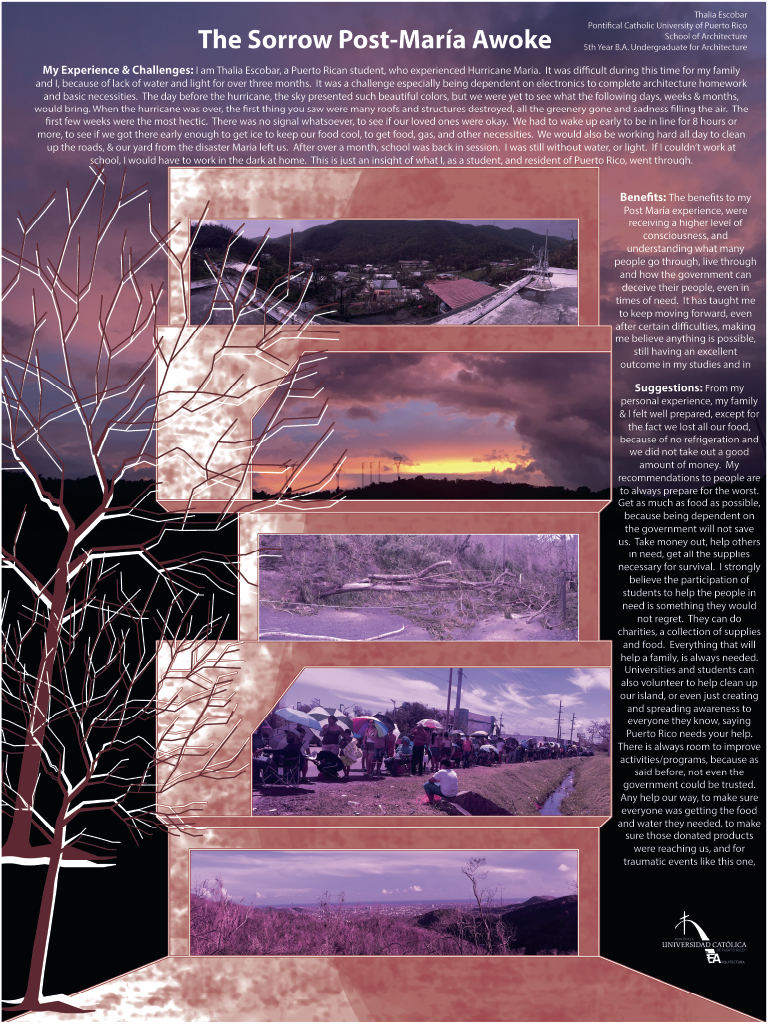 Thalia Escobar
Pontifical Catholic University of Puerto Rico
School of Architecture
5th Year B.A. Undergraduate for Architecture
The Sorrow Post-María Awoke
My Experience & Challenges: I am Thalia Escobar, a Puerto Rican student, who experienced Hurricane Maria. It was difficult during this time for my family
and I, because of lack of water and light for over three months. It was a challenge especially being dependent on electronics to complete architecture homework
and basic necessities. The day before the hurricane, the sky presented such beautiful colors, but we were yet to see what the following days, weeks & months,
would bring. When the hurricane was over, the first thing you saw were many roofs and structures destroyed, all the greenery gone and sadness filling the air. The
first few weeks were the most hectic. There was no signal whatsoever, to see if our loved ones were okay. We had to wake up early to be in line for 8 hours or
more, to see if we got there early enough to get ice to keep our food cool, to get food, gas, and other necessities. We would also be working hard all day to clean
up the roads, & our yard from the disaster Maria left us. After over a month, school was back in session. I was still without water, or light. If I couldn't work at
school, I would have to work in the dark at home. This is just an insight of what I, as a student, and resident of Puerto Rico, went through.
Benefits: The benefits to my
Post María experience, were
receiving a higher level of
consciousness, and
understanding what many
people go through, live through
and how the government can
deceive their people, even in
times of need. It has taught me
to keep moving forward, even
after certain difficulties, making
me believe anything is possible,
still having an excellent
outcome in my studies and in
Suggestions: From my
personal experience, my family
& I felt well prepared, except for
the fact we lost all our food,
because of no refrigeration and
we did not take out a good
amount of money. My
recommendations to people are
to always prepare for the worst.
Get as much as food as possible,
because being dependent on
the government will not save
us. Take money out, help others
in need, get all the supplies
necessary for survival. I strongly
believe the participation of
students to help the people in
need is something they would
not regret. They can do
charities, a collection of supplies
and food. Everything that will
help a family, is always needed.
Universities and students can
also volunteer to help clean up
our island, or even just creating
and spreading awareness to
everyone they know, saying
Puerto Rico needs your help.
There is always room to improve
activities/programs, because as
said before, not even the
government could be trusted.
Any help our way, to make sure
everyone was getting the food
and water they needed, to make
sure those donated products
were reaching us, and for
traumatic events like this one,
PONTIFICIA
UNIVERSIDAD CATÓLICA
DE PUERTO RICO
EA